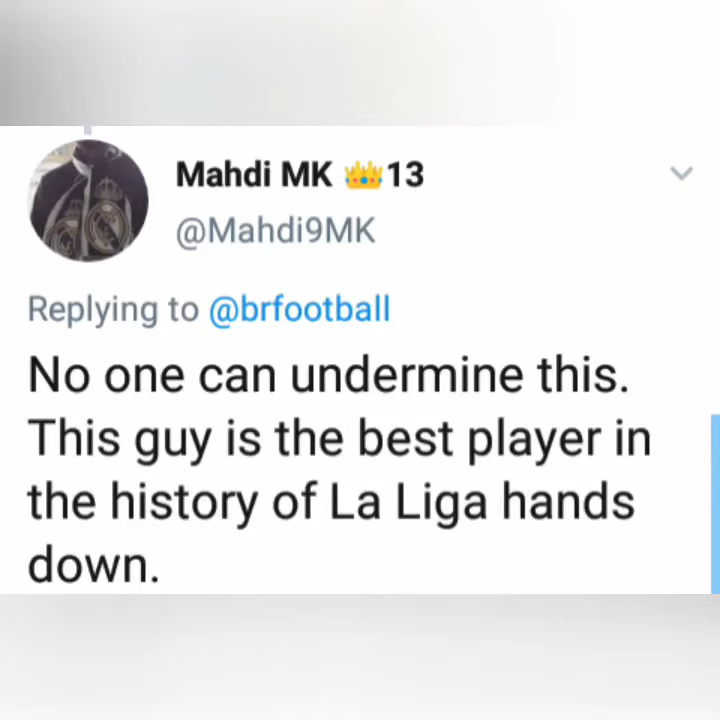 Mahdi MK 👑13
@Mahdi9MK
Replying to @brfootball
No one can undermine this.
This guy is the best player in
the history of La Liga hands
down.